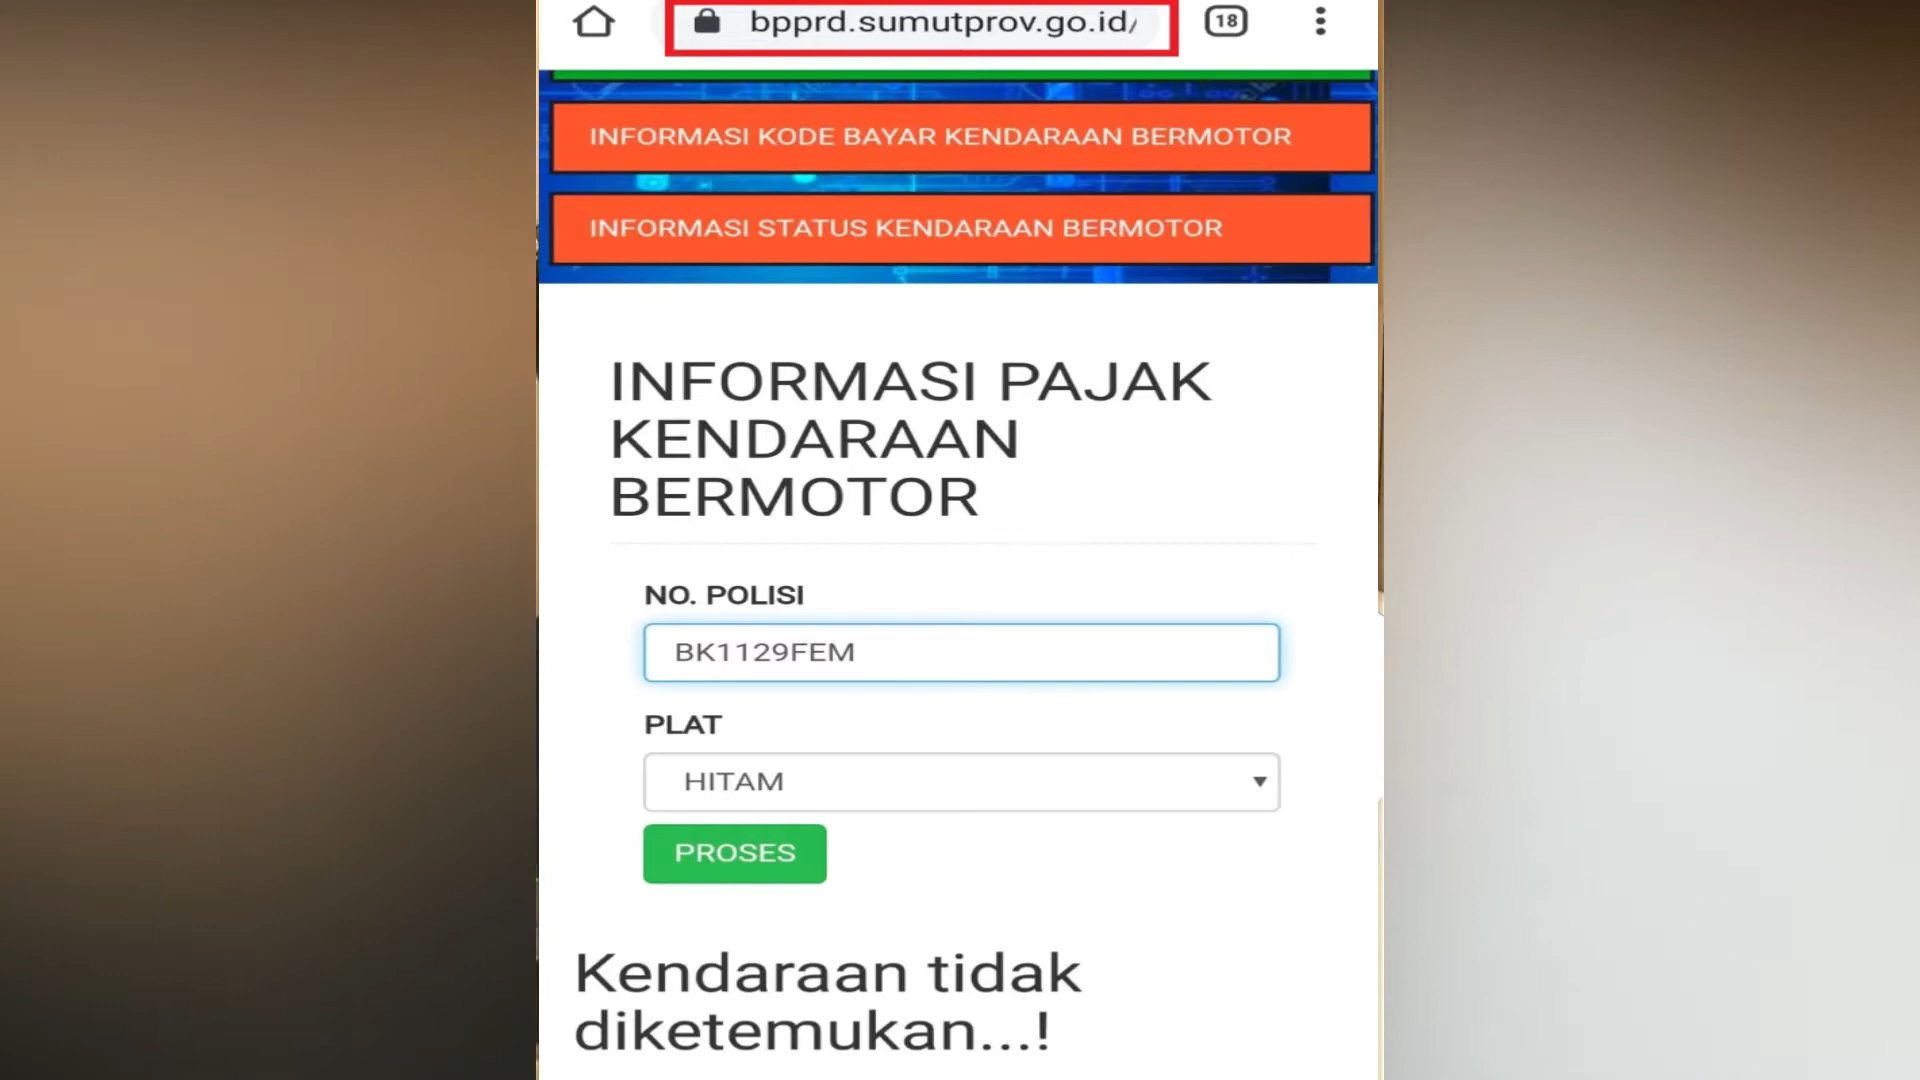 bpprd.sumutprov.go.id/
18
INFORMASI KODE BAYAR KENDARAAN BERMOTOR
INFORMASI STATUS KENDARAAN BERMOTOR
INFORMASI PAJAK
KENDARAAN
BERMOTOR
NO. POLISI
BK1129FEM
PLAT
HITAM
PROSES
Kendaraan tidak
diketemukan...!